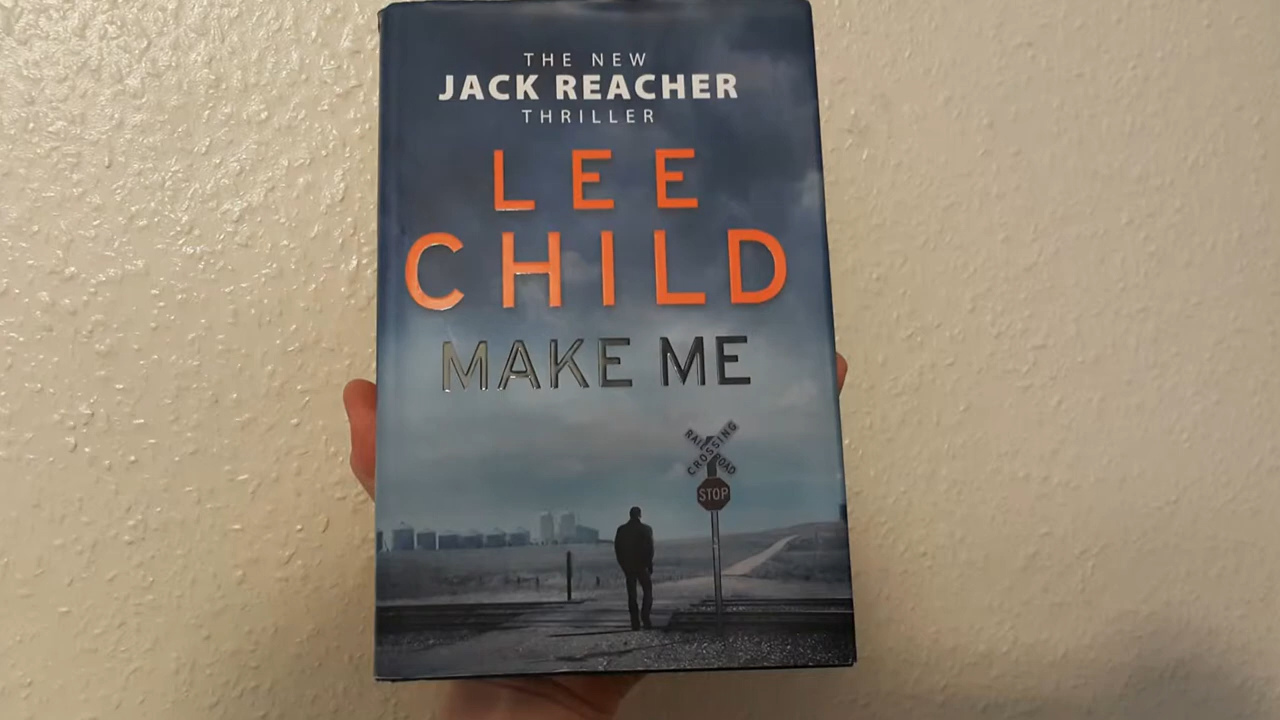 THE NEW
JACK REACHER
THRILLER
LEE
CHILD
MAKE ME
RAILROAD
CROSSING
STOP